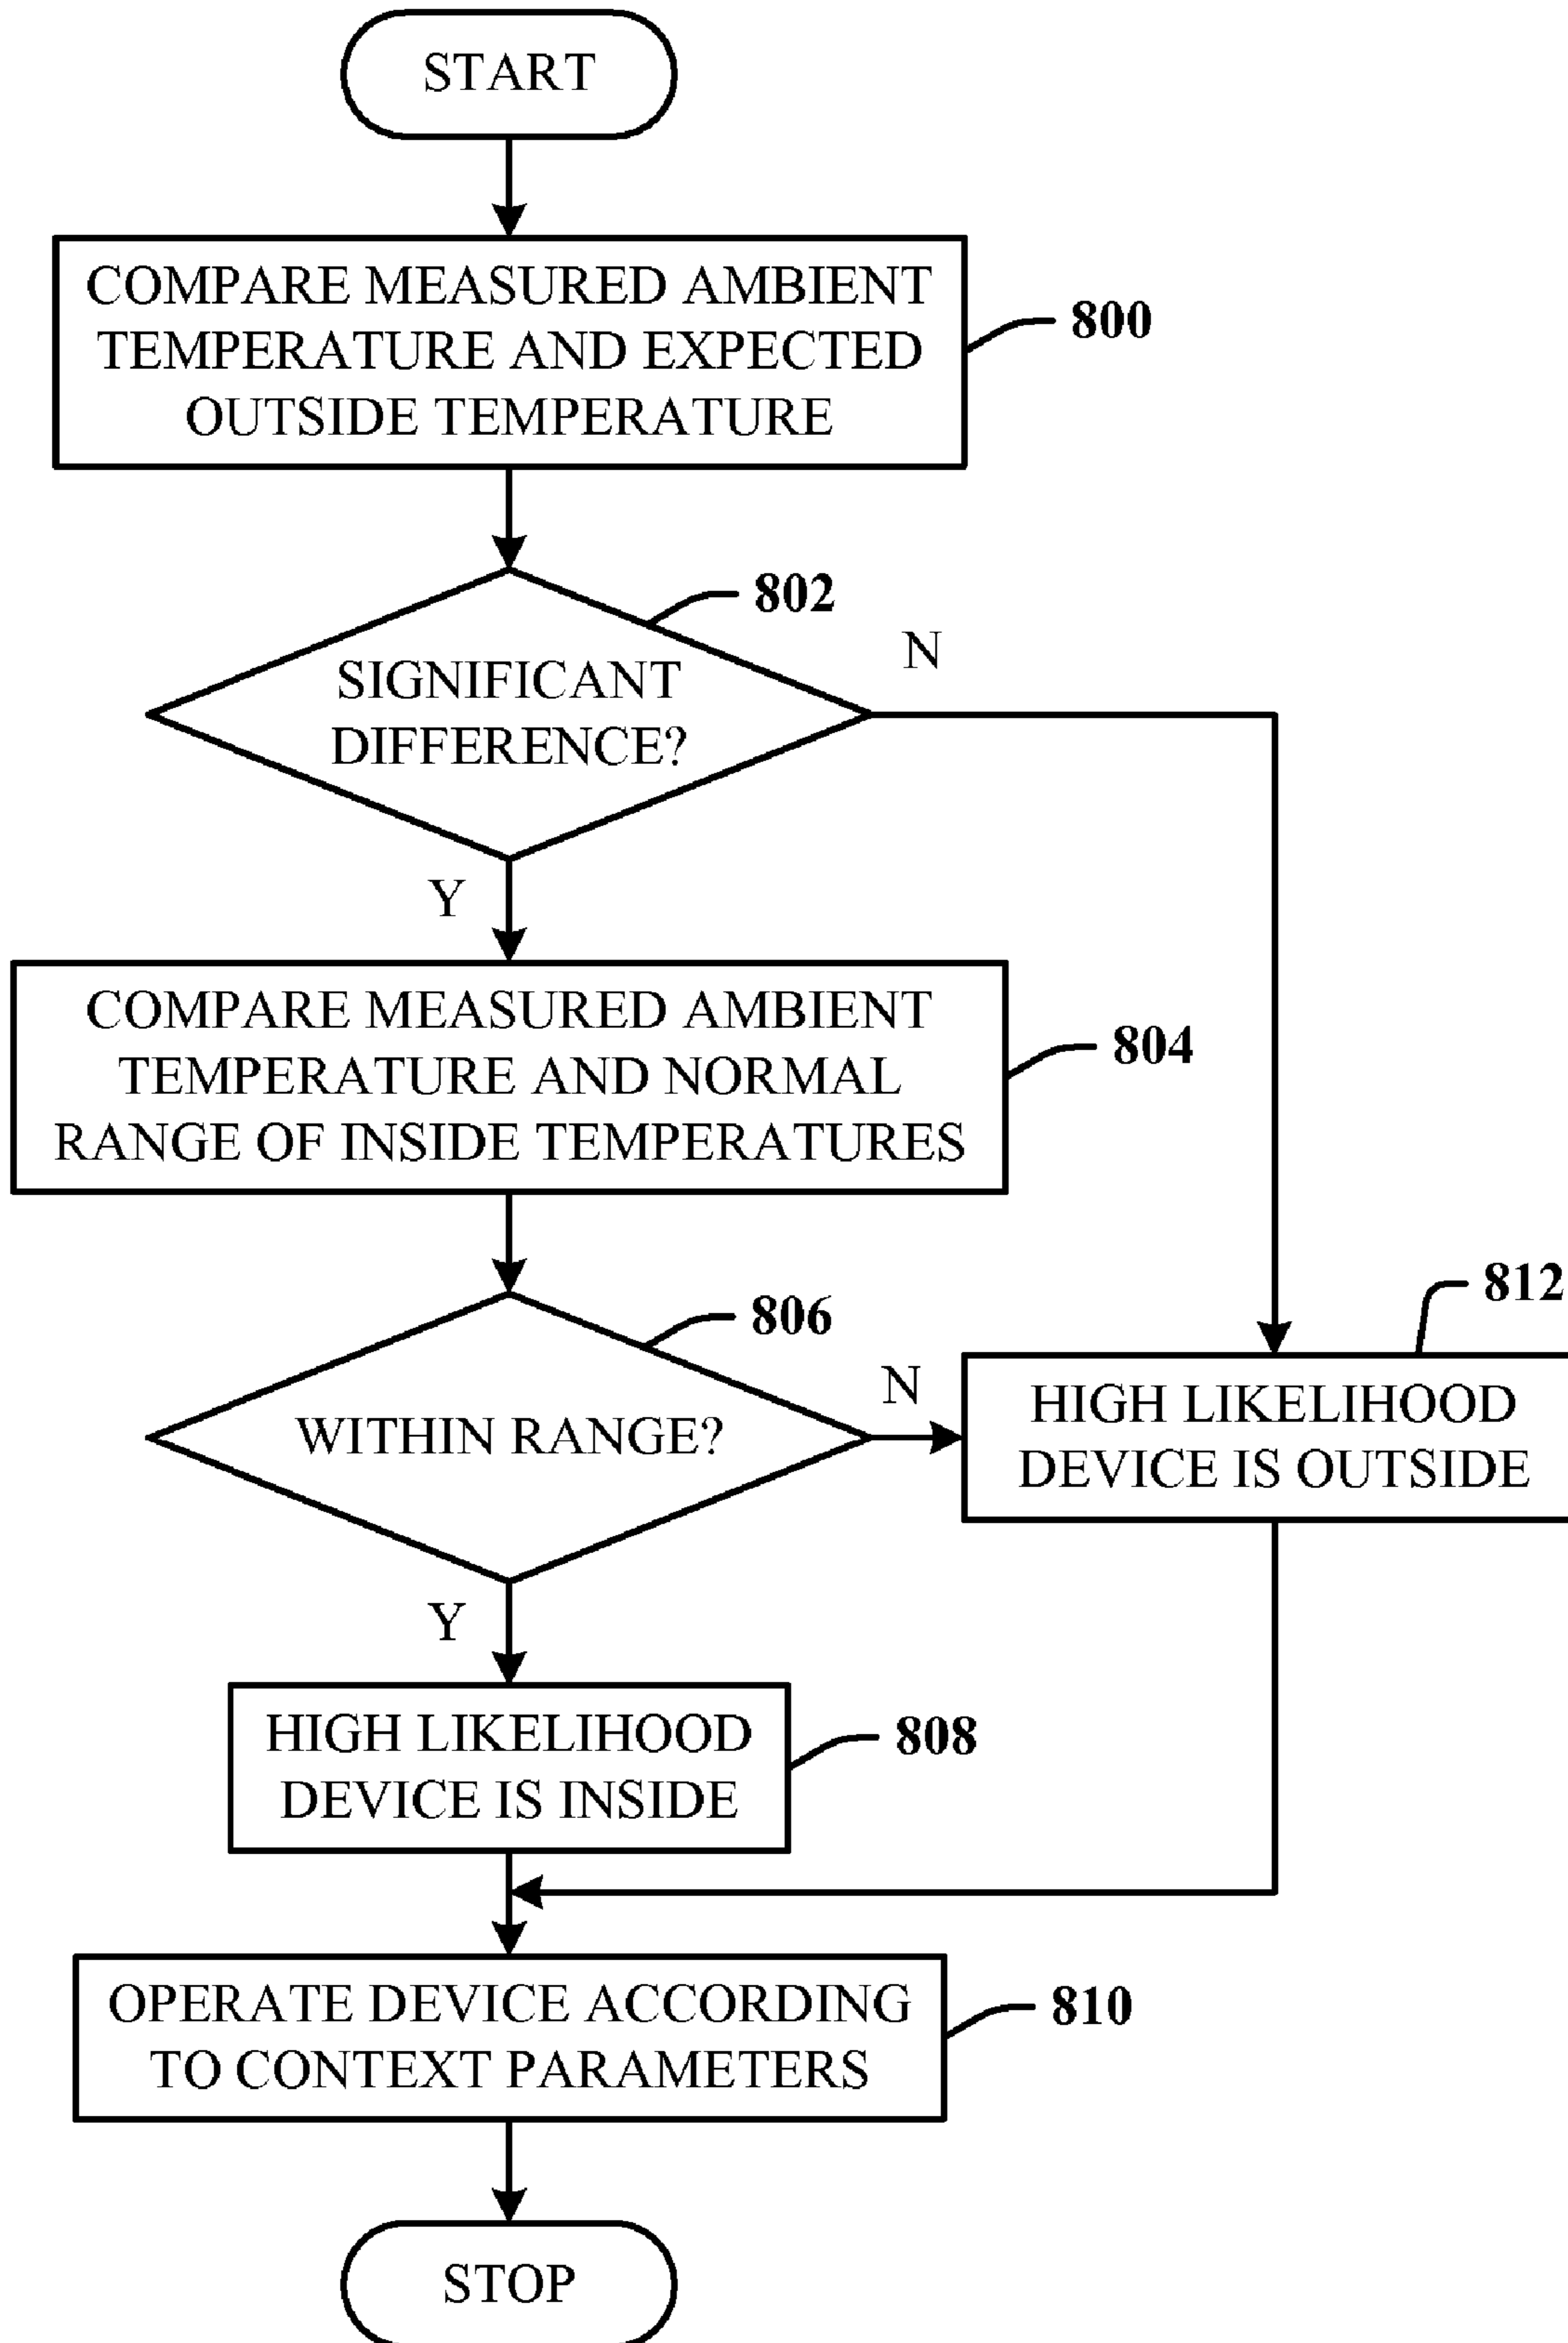 START
COMPARE MEASURED AMBIENT
TEMPERATURE AND EXPECTED
OUTSIDE TEMPERATURE
800
802
SIGNIFICANT
DIFFERENCE?
N
Y
COMPARE MEASURED AMBIENT
TEMPERATURE AND NORMAL
RANGE OF INSIDE TEMPERATURES
804
806
WITHIN RANGE?
N
812
HIGH LIKELIHOOD
DEVICE IS OUTSIDE
Y
HIGH LIKELIHOOD
DEVICE IS INSIDE
808
OPERATE DEVICE ACCORDING
TO CONTEXT PARAMETERS
810
STOP